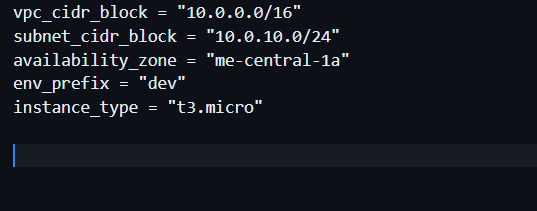 vpc_cidr_block = "10.0.0.0/16"
subnet_cidr_block = "10.0.10.0/24"
availability_zone = "me-central-1a"
env_prefix = "dev"
instance_type = "t3.micro"